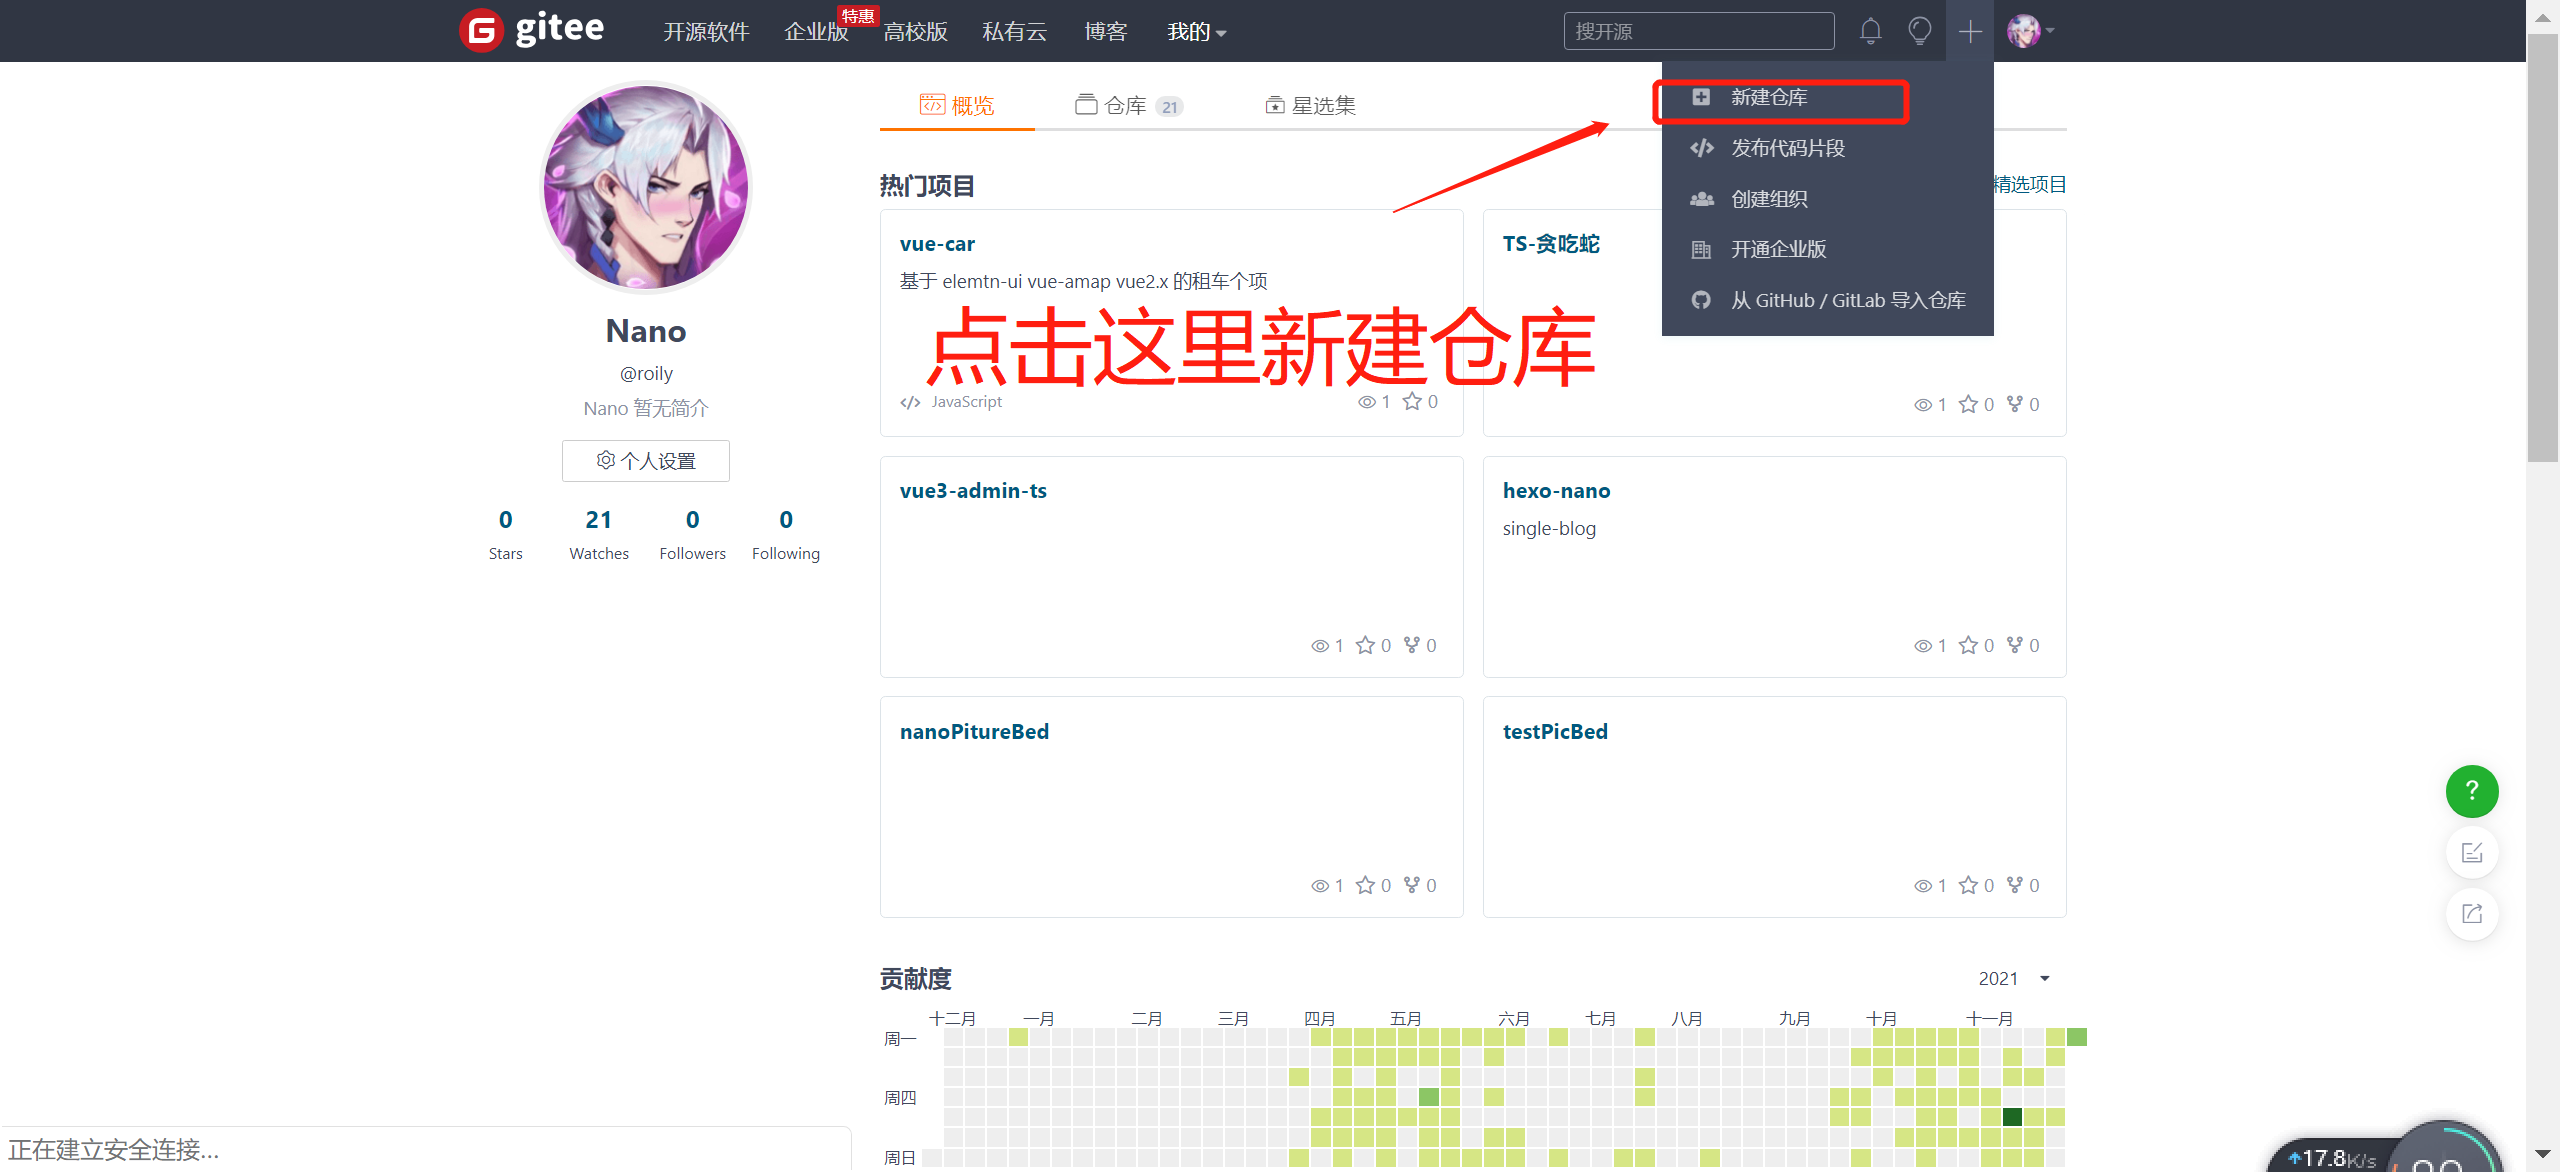 gitee
开源软件
企业版
特惠
高校版
私有云
博客
我的
搜开源
新建仓库
发布代码片段
创建组织
开通企业版
从 GitHub / GitLab 导入仓库
概览
仓库 21
星选集
Nano
@roily
Nano 暂无简介
个人设置
0 21 0 0
Stars Watches Followers Following
热门项目
精选项目
vue-car
基于 elemtn-ui vue-amap vue2.x 的租车个项
点击这里新建仓库
JavaScript
1 0
TS-贪吃蛇
1 0 0
vue3-admin-ts
1 0 0
hexo-nano
single-blog
1 0 0
nanoPitureBed
1 0 0
testPicBed
1 0 0
?
贡献度
2021
十二月 一月 二月 三月 四月 五月 六月 七月 八月 九月 十月 十一月
周一
周四
周日
正在建立安全连接...
17.8K/s